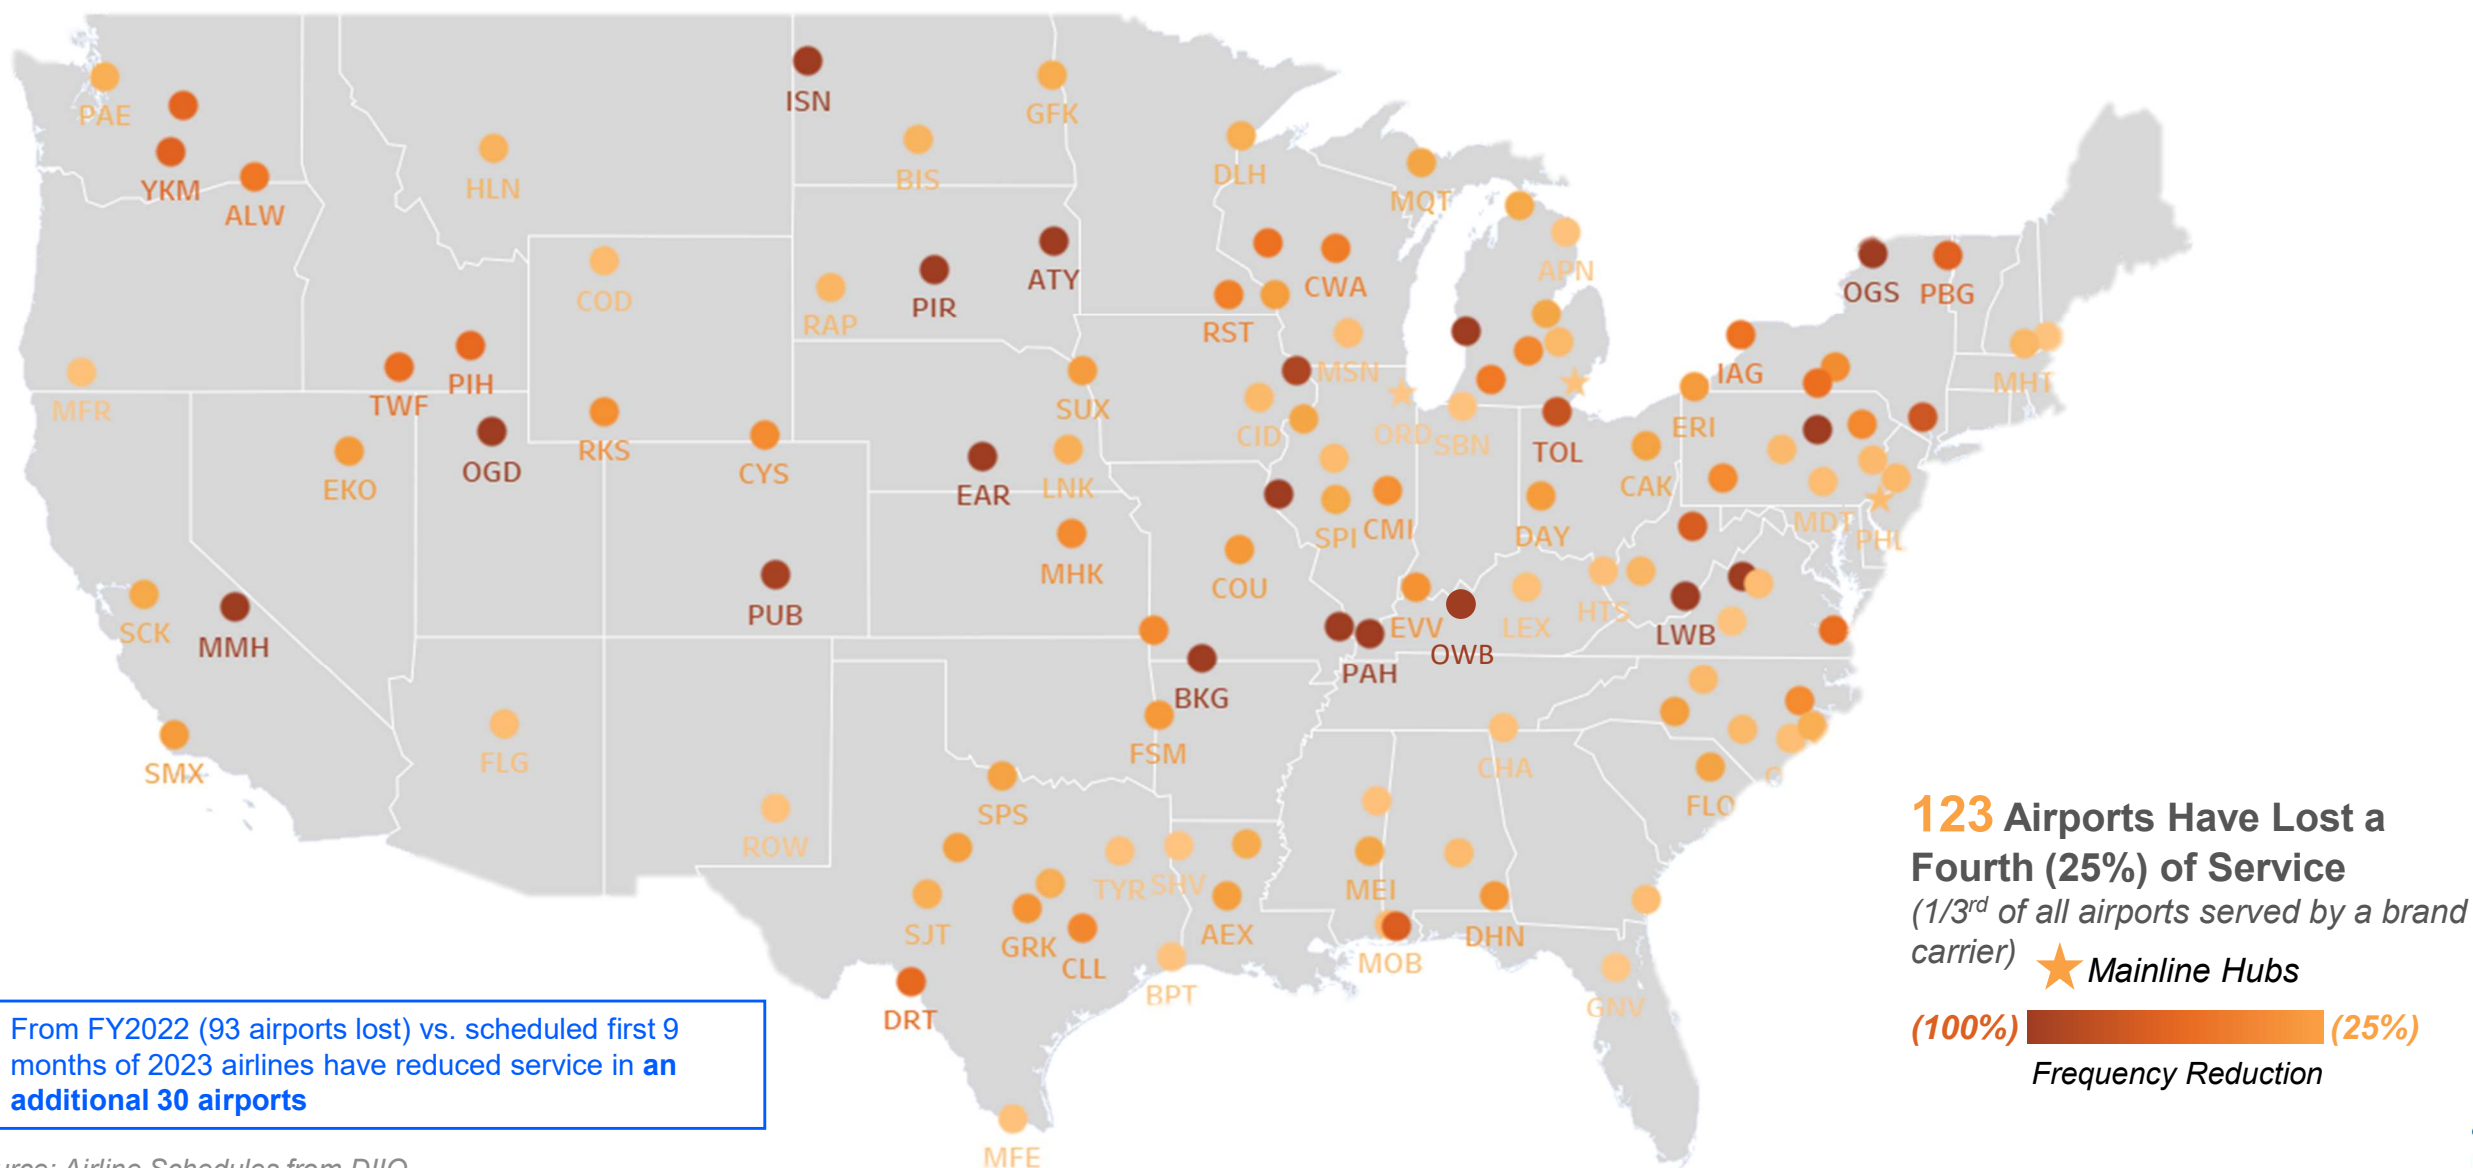 ISN
GFK
PAE
DLH
BIS
YKM
HLN
MQT
ALW
APN
ATY
COD
PIR
CWA
OGS
PBG
RAP
RST
MSN
IAG
PIH
MHT
TWF
MFR
SUX
ERI
CID
ORD
SBN
RKS
TOL
CYS
OGD
EKO
EAR
LNK
CAK
MDT
SPI
CMI
DAY
PHL
MHK
COU
HTS
PUB
SCK
MMH
EVV
LEX
LWB
OWB
PAH
BKG
FSM
FLG
SMX
CHA
C
SPS
FLO
ROW
TYR
SHV
MEI
SJT
GRK
AEX
DHN
CLL
MOB
BPT
GNV
DRT
MFE
123 Airports Have Lost a
Fourth (25%) of Service
(1/3rd of all airports served by a brand
carrier)
Mainline Hubs
(100%)
(25%)
Frequency Reduction
From FY2022 (93 airports lost) vs. scheduled first 9
months of 2023 airlines have reduced service in an
additional 30 airports
Airline Schedules from DIIO